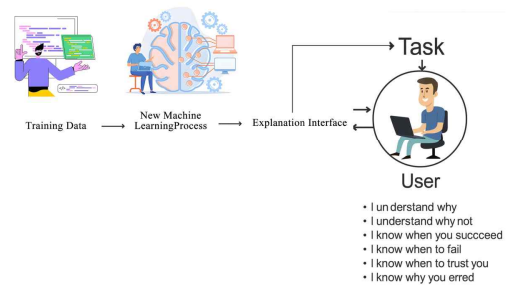 Task
Training Data
New Machine
LearningProcess
Explanation Interface
User
• I un derstand why
• I understand why not
• I know when you succceed
• I know when to fail
• I know when to trust you
• I know why you erred